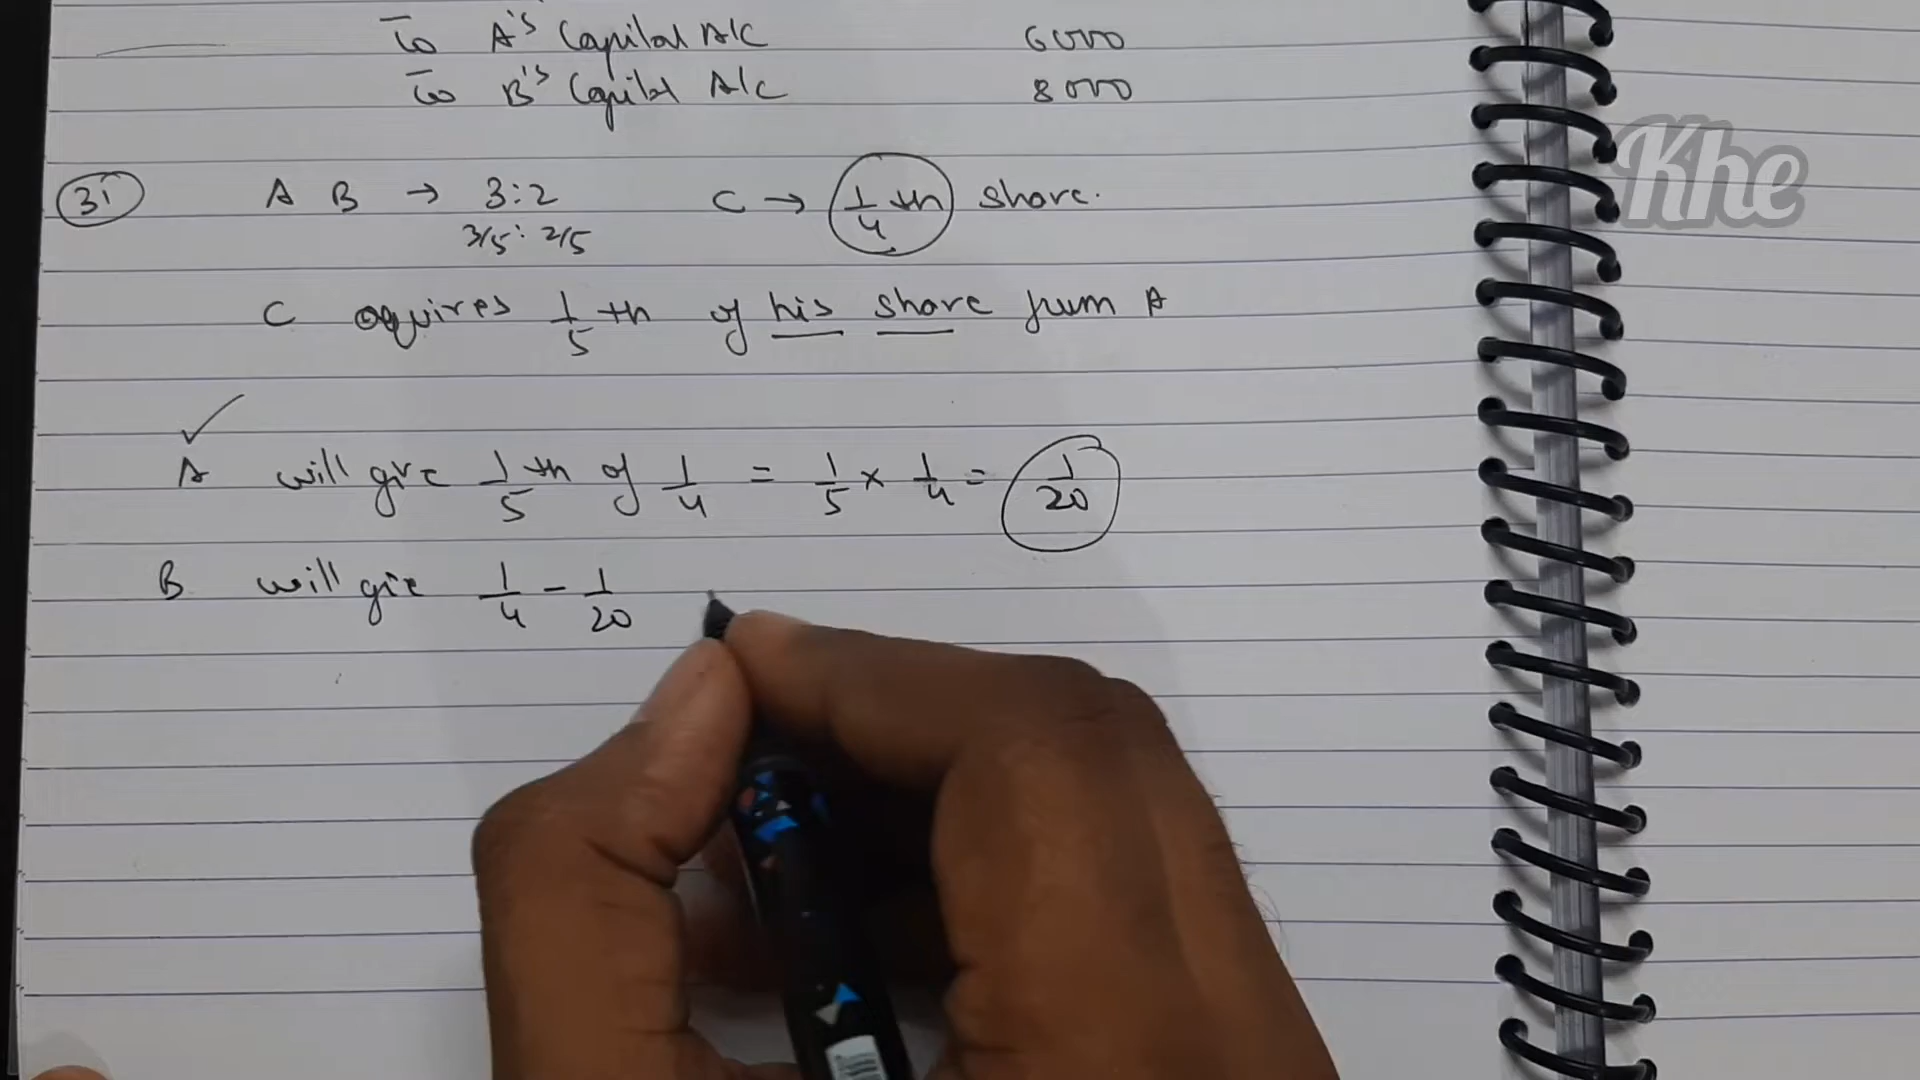 To A's Capital A/C 6000
To B's Capital A/C 8000
Khe
31 A B → 3:2 C → 1/4 th share.
3/5 : 2/5
C aquires 1/5 th of his share from A
✓
A will give 1/5 th of 1/4 = 1/5 × 1/4 = 1/20
B will give 1/4 - 1/20